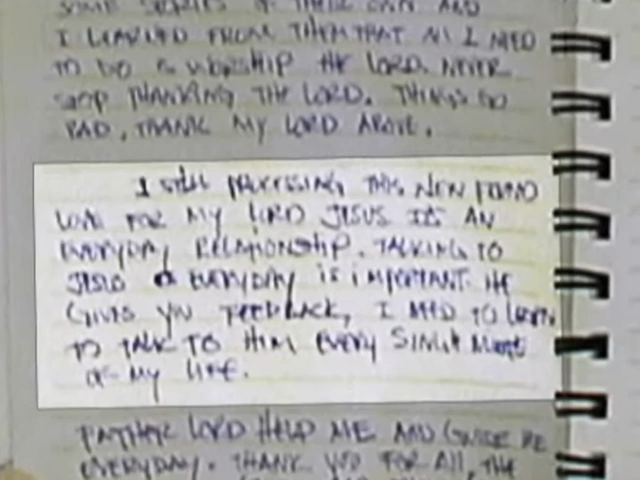 SOME STORIES OF THEIR OWN AND
I LEARNED FROM THEM THAT ALL I NEED
TO DO IS WORSHIP THE LORD. NEVER
STOP THANKING THE LORD. THINGS GO
BAD, THANK MY LORD ABOVE.
I STILL PROCESSING THIS NEW FOUND
LOVE FOR MY LORD JESUS IS AN
EVERYDAY RELATIONSHIP. TALKING TO
JESUS EVERYDAY IS IMPORTANT. HE
GIVES YOU FEEDBACK, I NEED TO LEARN
TO TALK TO HIM EVERY SINGLE
OF MY LIFE.
FATHER LORD HELP ME AND GUIDE ME
EVERYDAY. THANK YOU FOR ALL, THE